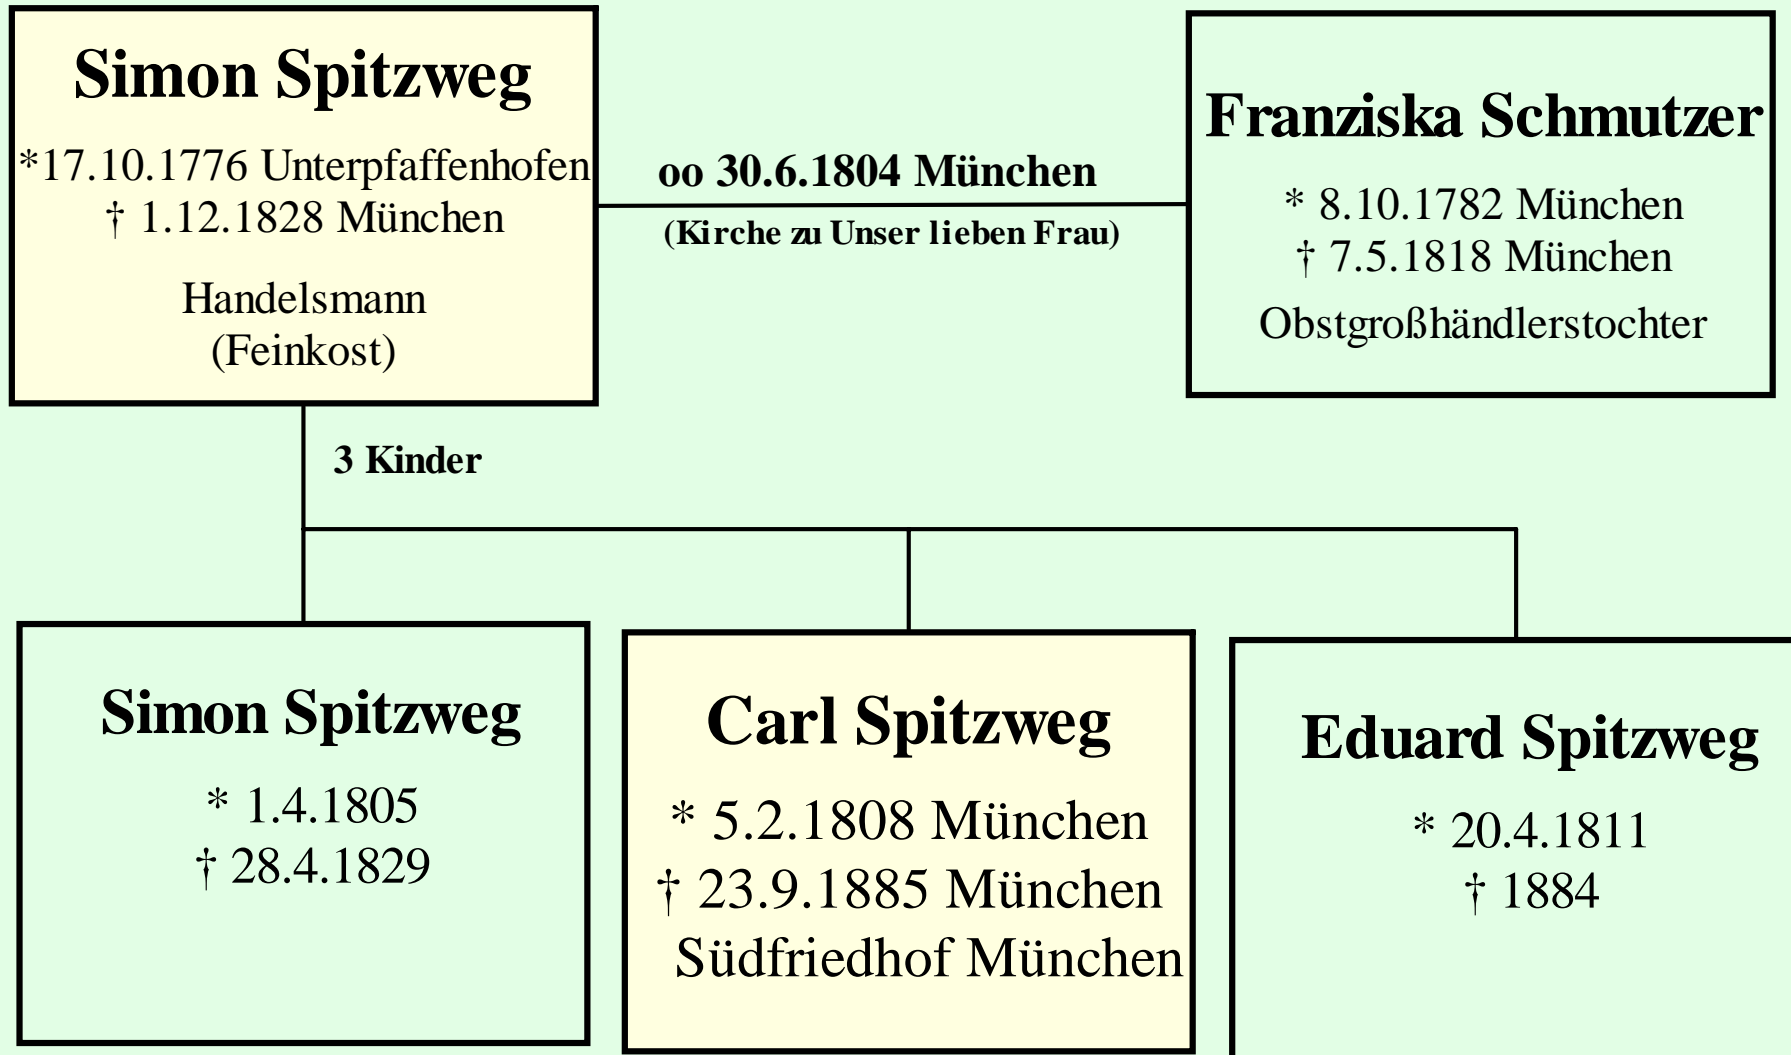 Simon Spitzweg
*17.10.1776 Unterpfaffenhofen
† 1.12.1828 München
Handelsmann
(Feinkost)
oo 30.6.1804 München
(Kirche zu Unser lieben Frau)
Franziska Schmutzer
* 8.10.1782 München
† 7.5.1818 München
Obstgroßhändlerstochter
3 Kinder
Simon Spitzweg
* 1.4.1805
† 28.4.1829
Carl Spitzweg
* 5.2.1808 München
† 23.9.1885 München
Südfriedhof München
Eduard Spitzweg
* 20.4.1811
† 1884